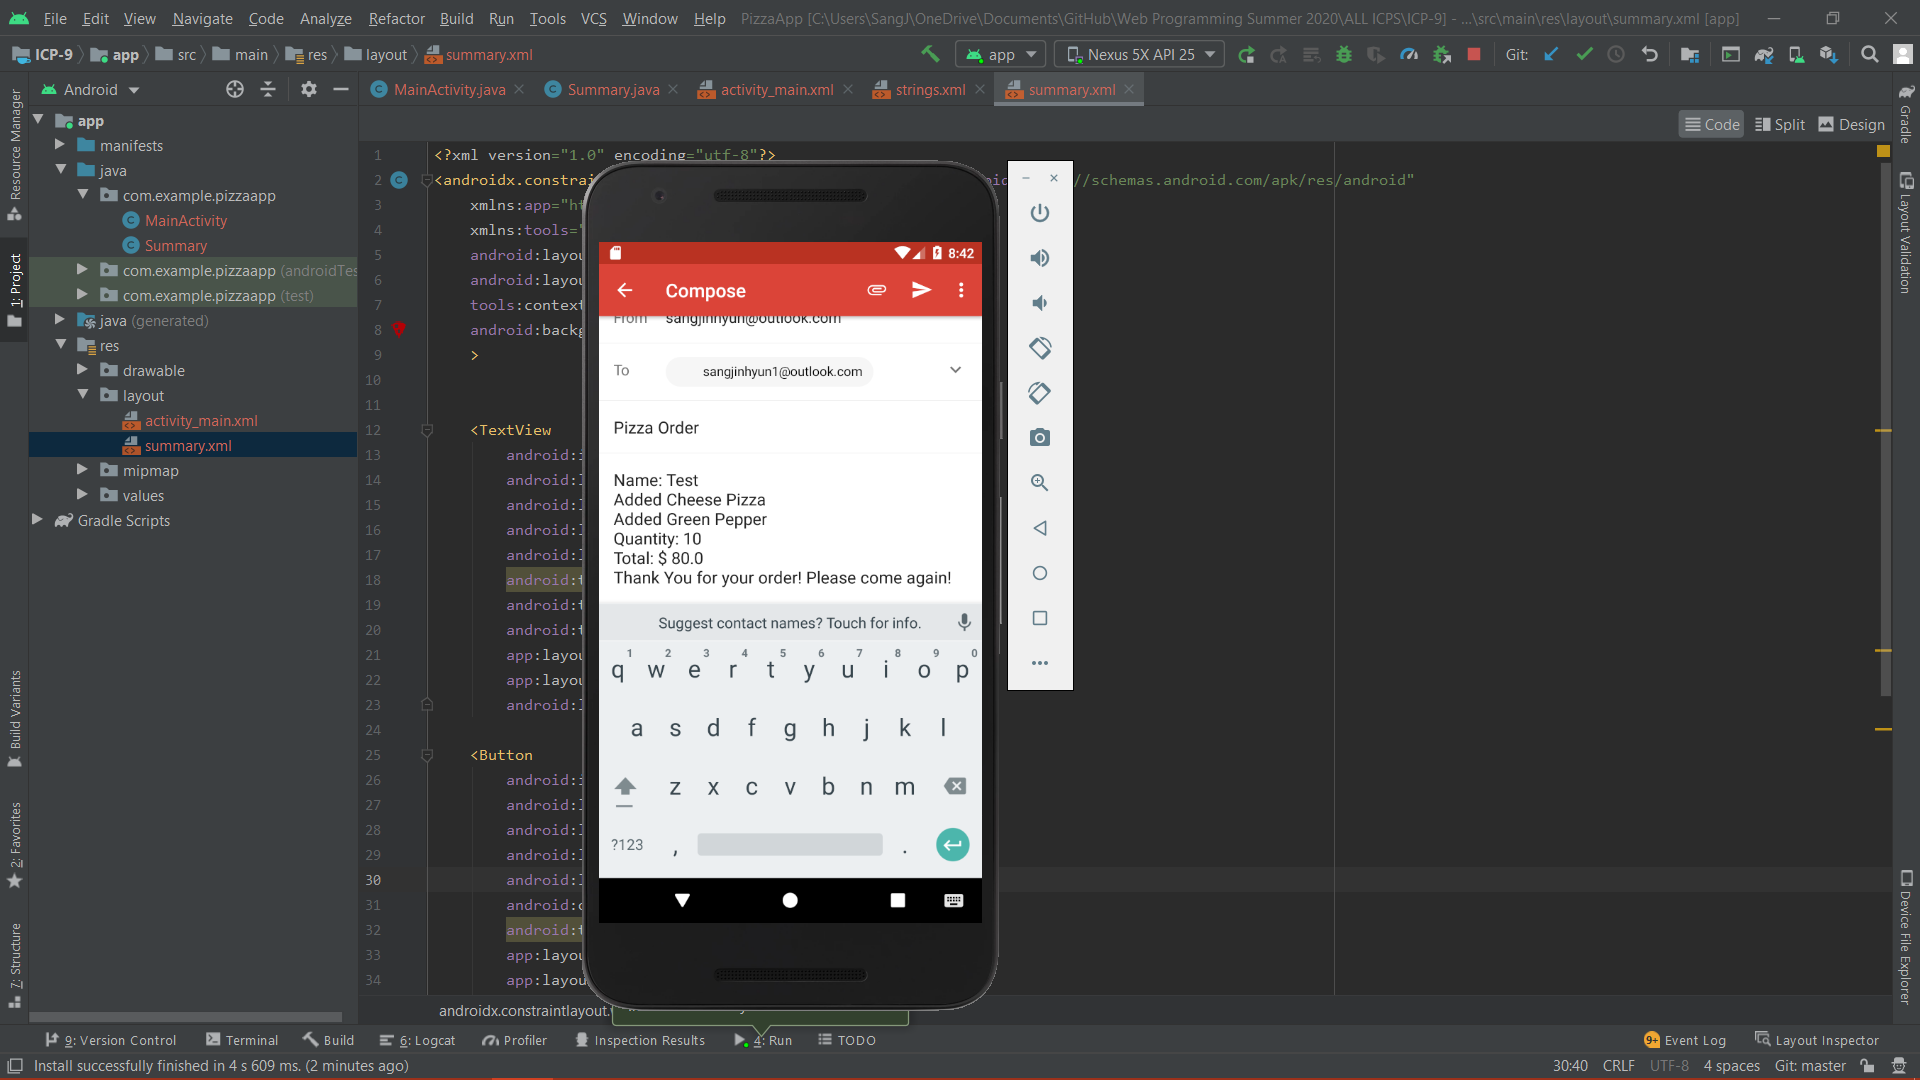 File Edit View Navigate Code Analyze Refactor Build Run Tools VCS Window Help PizzaApp [C:\Users\SangJ\OneDrive\Documents\GitHub\Web Programming Summer 2020\ALL ICPS\ICP-9] - ...\src\main\res\layout\summary.xml [app]
ICP-9 app src main res layout summary.xml app Nexus 5X API 25 Git:
Android MainActivity.java Summary.java activity_main.xml strings.xml summary.xml
Code Split Design
Resource Manager
1: Project
Build Variants
2: Favorites
7: Structure
app
manifests
java
com.example.pizzaapp
MainActivity
Summary
com.example.pizzaapp (androidTes
com.example.pizzaapp (test)
java (generated)
res
drawable
layout
activity_main.xml
summary.xml
mipmap
values
Gradle Scripts
1 <?xml version="1.0" encoding="utf-8"?>
2 <androidx.constrai oid //schemas.android.com/apk/res/android"
3 xmlns:app="ht
4 xmlns:tools="
5 android:layou
6 android:layou
7 tools:context
8 android:backg
9 >
10
11
12 <TextView
13 android:i
14 android:l
15 android:l
16 android:l
17 android:l
18 android:t
19 android:t
20 android:t
21 app:layou
22 app:layou
23 android:l
24
25 <Button
26 android:i
27 android:l
28 android:l
29 android:l
30 android:l
31 android:o
32 android:t
33 app:layou
34 app:layou
androidx.constraintlayout.
8:42
Compose
From sangjinhyun@outlook.com
To sangjinhyun1@outlook.com
Pizza Order
Name: Test
Added Cheese Pizza
Added Green Pepper
Quantity: 10
Total: $ 80.0
Thank You for your order! Please come again!
Suggest contact names? Touch for info.
1 2 3 4 5 6 7 8 9 0
q w e r t y u i o p
a s d f g h j k l
z x c v b n m
?123 , .
Gradle
Layout Validation
Device File Explorer
9: Version Control Terminal Build 6: Logcat Profiler Inspection Results 4: Run TODO 9+ Event Log Layout Inspector
Install successfully finished in 4 s 609 ms. (2 minutes ago) 30:40 CRLF UTF-8 4 spaces Git: master